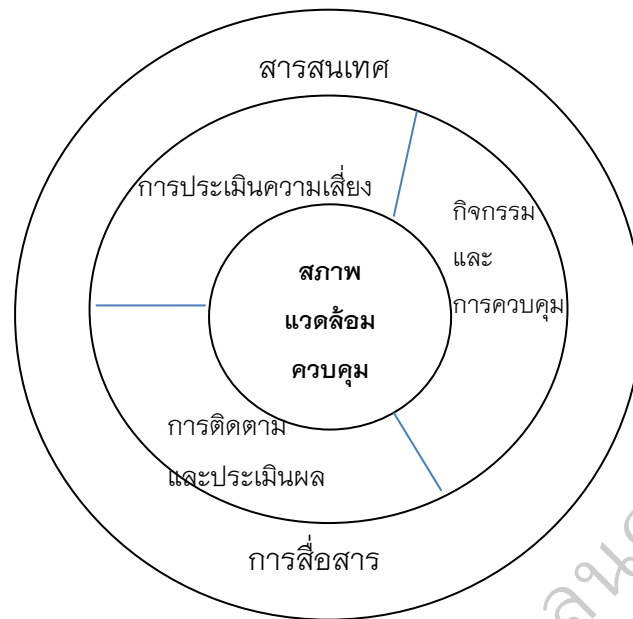 สารสนเทศ
การประเมินความเสี่ยง
กิจกรรม
และ
การควบคุม
สภาพ
แวดล้อม
ควบคุม
การติดตาม
และประเมินผล
การสื่อสาร